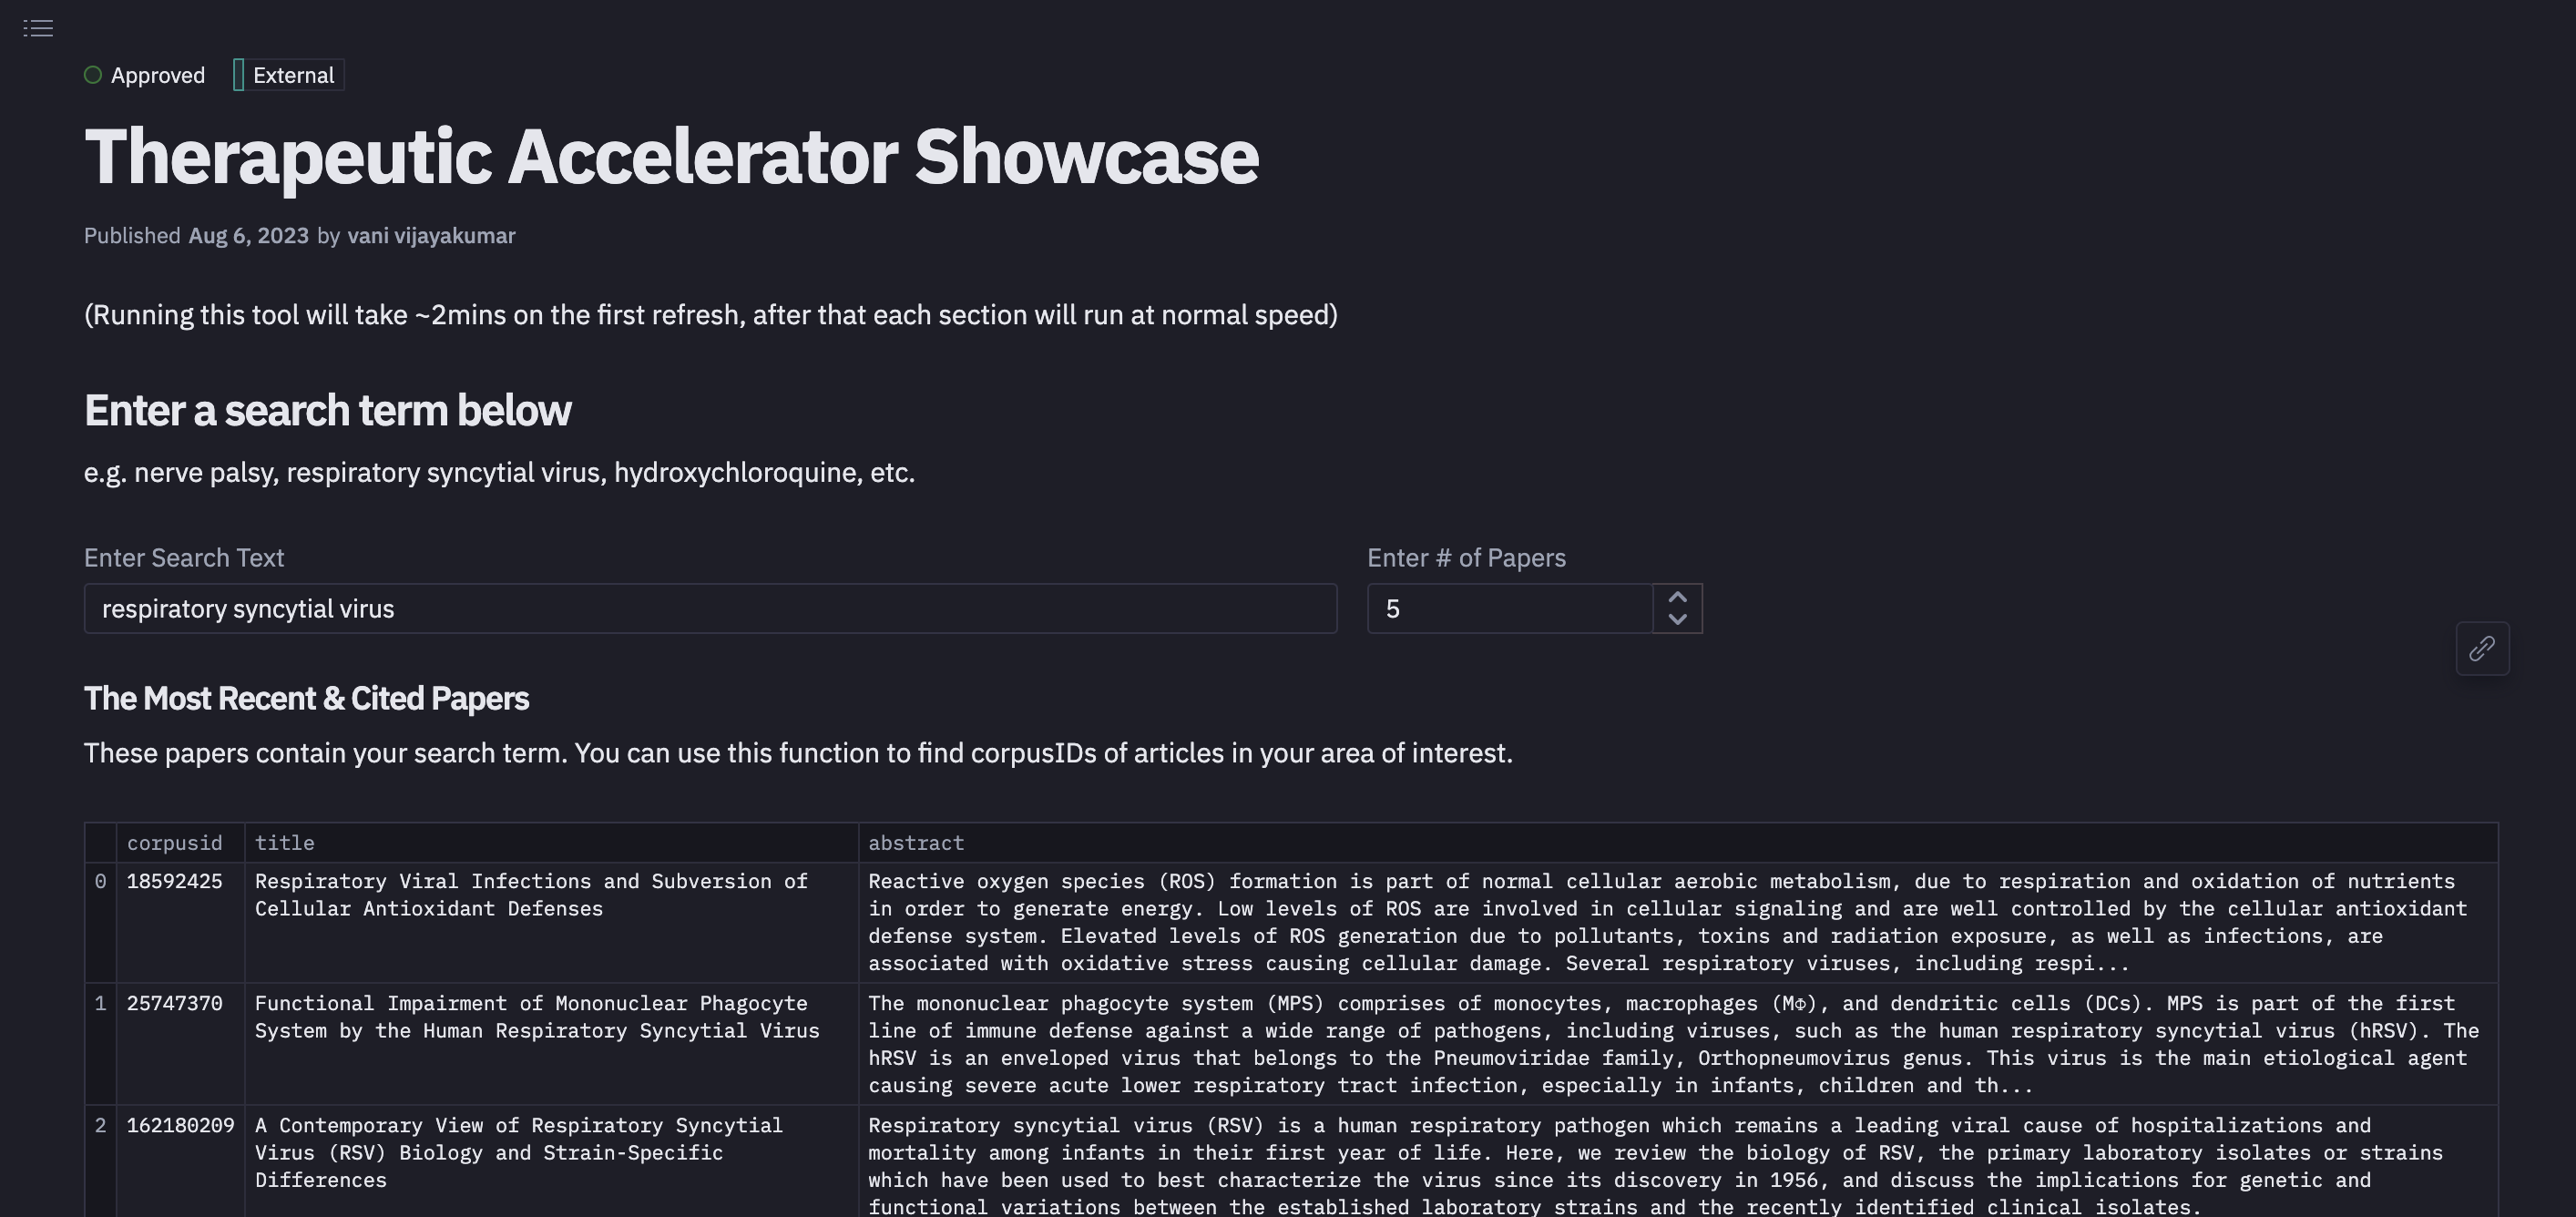 Approved External
Therapeutic Accelerator Showcase
Published Aug 6, 2023 by vani vijayakumar
(Running this tool will take ~2mins on the first refresh, after that each section will run at normal speed)
Enter a search term below
e.g. nerve palsy, respiratory syncytial virus, hydroxychloroquine, etc.
Enter Search Text
respiratory syncytial virus
Enter # of Papers
5
The Most Recent & Cited Papers
These papers contain your search term. You can use this function to find corpusIDs of articles in your area of interest.
corpusid title abstract
0 18592425
Respiratory Viral Infections and Subversion of
Cellular Antioxidant Defenses
Reactive oxygen species (ROS) formation is part of normal cellular aerobic metabolism, due to respiration and oxidation of nutrients
in order to generate energy. Low levels of ROS are involved in cellular signaling and are well controlled by the cellular antioxidant
defense system. Elevated levels of ROS generation due to pollutants, toxins and radiation exposure, as well as infections, are
associated with oxidative stress causing cellular damage. Several respiratory viruses, including respi...
1 25747370
Functional Impairment of Mononuclear Phagocyte
System by the Human Respiratory Syncytial Virus
The mononuclear phagocyte system (MPS) comprises of monocytes, macrophages (MΦ), and dendritic cells (DCs). MPS is part of the first
line of immune defense against a wide range of pathogens, including viruses, such as the human respiratory syncytial virus (hRSV). The
hRSV is an enveloped virus that belongs to the Pneumoviridae family, Orthopneumovirus genus. This virus is the main etiological agent
causing severe acute lower respiratory tract infection, especially in infants, children and th...
2 162180209
A Contemporary View of Respiratory Syncytial
Virus (RSV) Biology and Strain-Specific
Differences
Respiratory syncytial virus (RSV) is a human respiratory pathogen which remains a leading viral cause of hospitalizations and
mortality among infants in their first year of life. Here, we review the biology of RSV, the primary laboratory isolates or strains
which have been used to best characterize the virus since its discovery in 1956, and discuss the implications for genetic and
functional variations between the established laboratory strains and the recently identified clinical isolates.